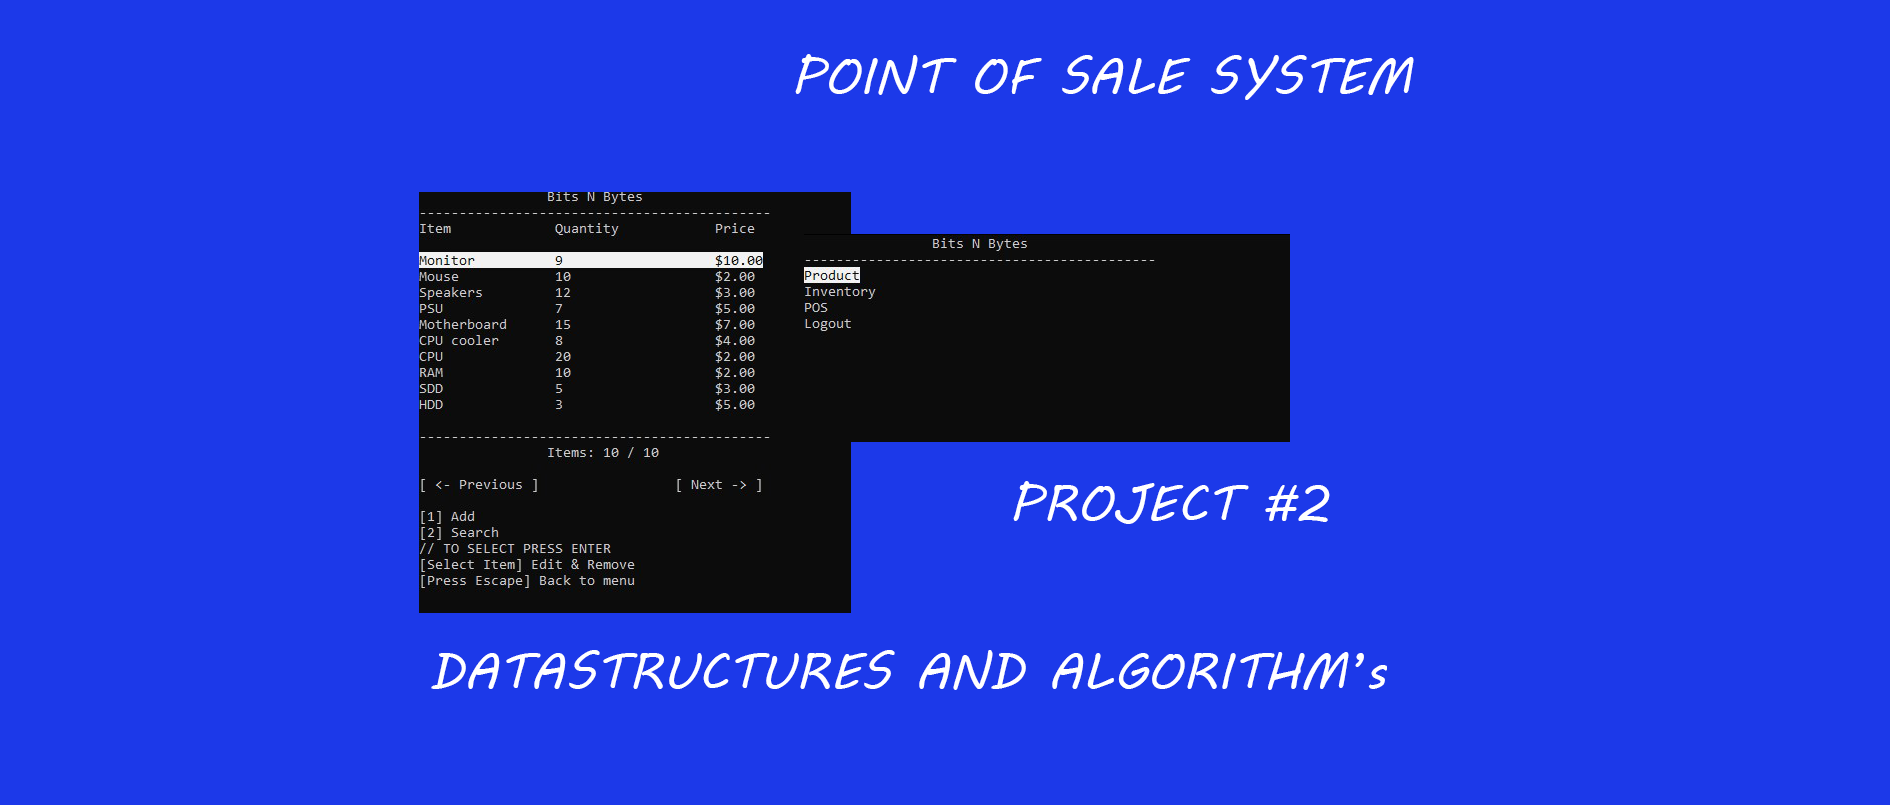 POINT OF SALE SYSTEM
Bits N Bytes
-------------------------------------------
Item Quantity Price
Monitor 9 $10.00
Mouse 10 $2.00
Speakers 12 $3.00
PSU 7 $5.00
Motherboard 15 $7.00
CPU cooler 8 $4.00
CPU 20 $2.00
RAM 10 $2.00
SDD 5 $3.00
HDD 3 $5.00
-------------------------------------------
Items: 10 / 10
[ <- Previous ] [ Next -> ]
[1] Add
[2] Search
// TO SELECT PRESS ENTER
[Select Item] Edit & Remove
[Press Escape] Back to menu
Bits N Bytes
-------------------------------------------
Product
Inventory
POS
Logout
PROJECT #2
DATASTRUCTURES AND ALGORITHM's